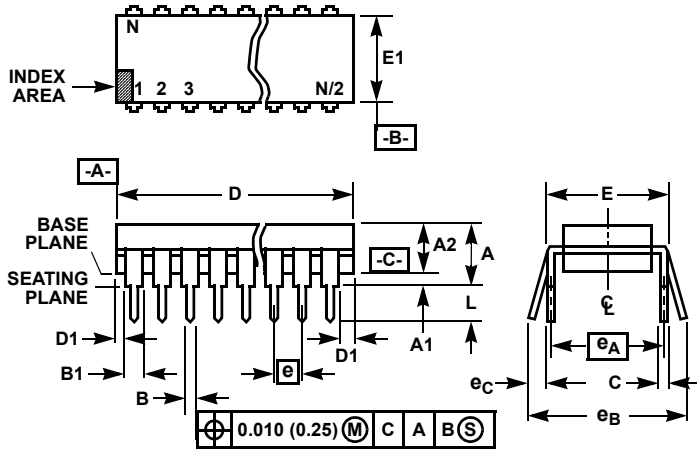 N
E1
INDEX
AREA
1 2 3 N/2
-B-
-A-
D
E
BASE
PLANE
A2
A
-C-
SEATING
PLANE
L
D1
A1
D1
B1
e
eA
eC
C
B
eB
0.010 (0.25) M C A B S